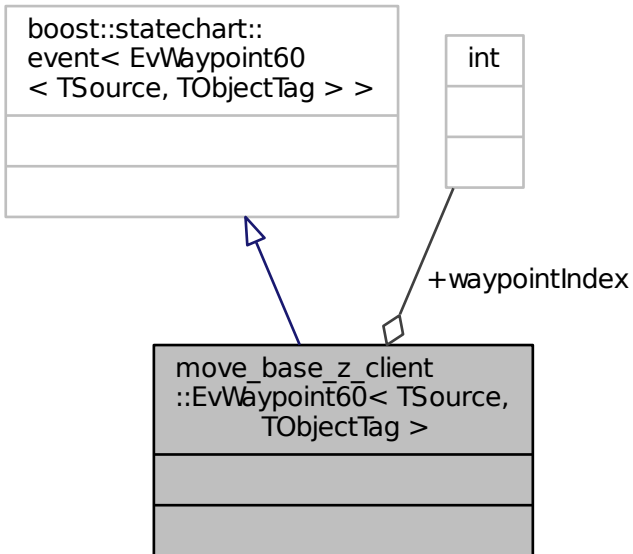 boost::statechart::
event< EvWaypoint60
< TSource, TObjectTag > >
int
+waypointIndex
move_base_z_client
::EvWaypoint60< TSource,
TObjectTag >